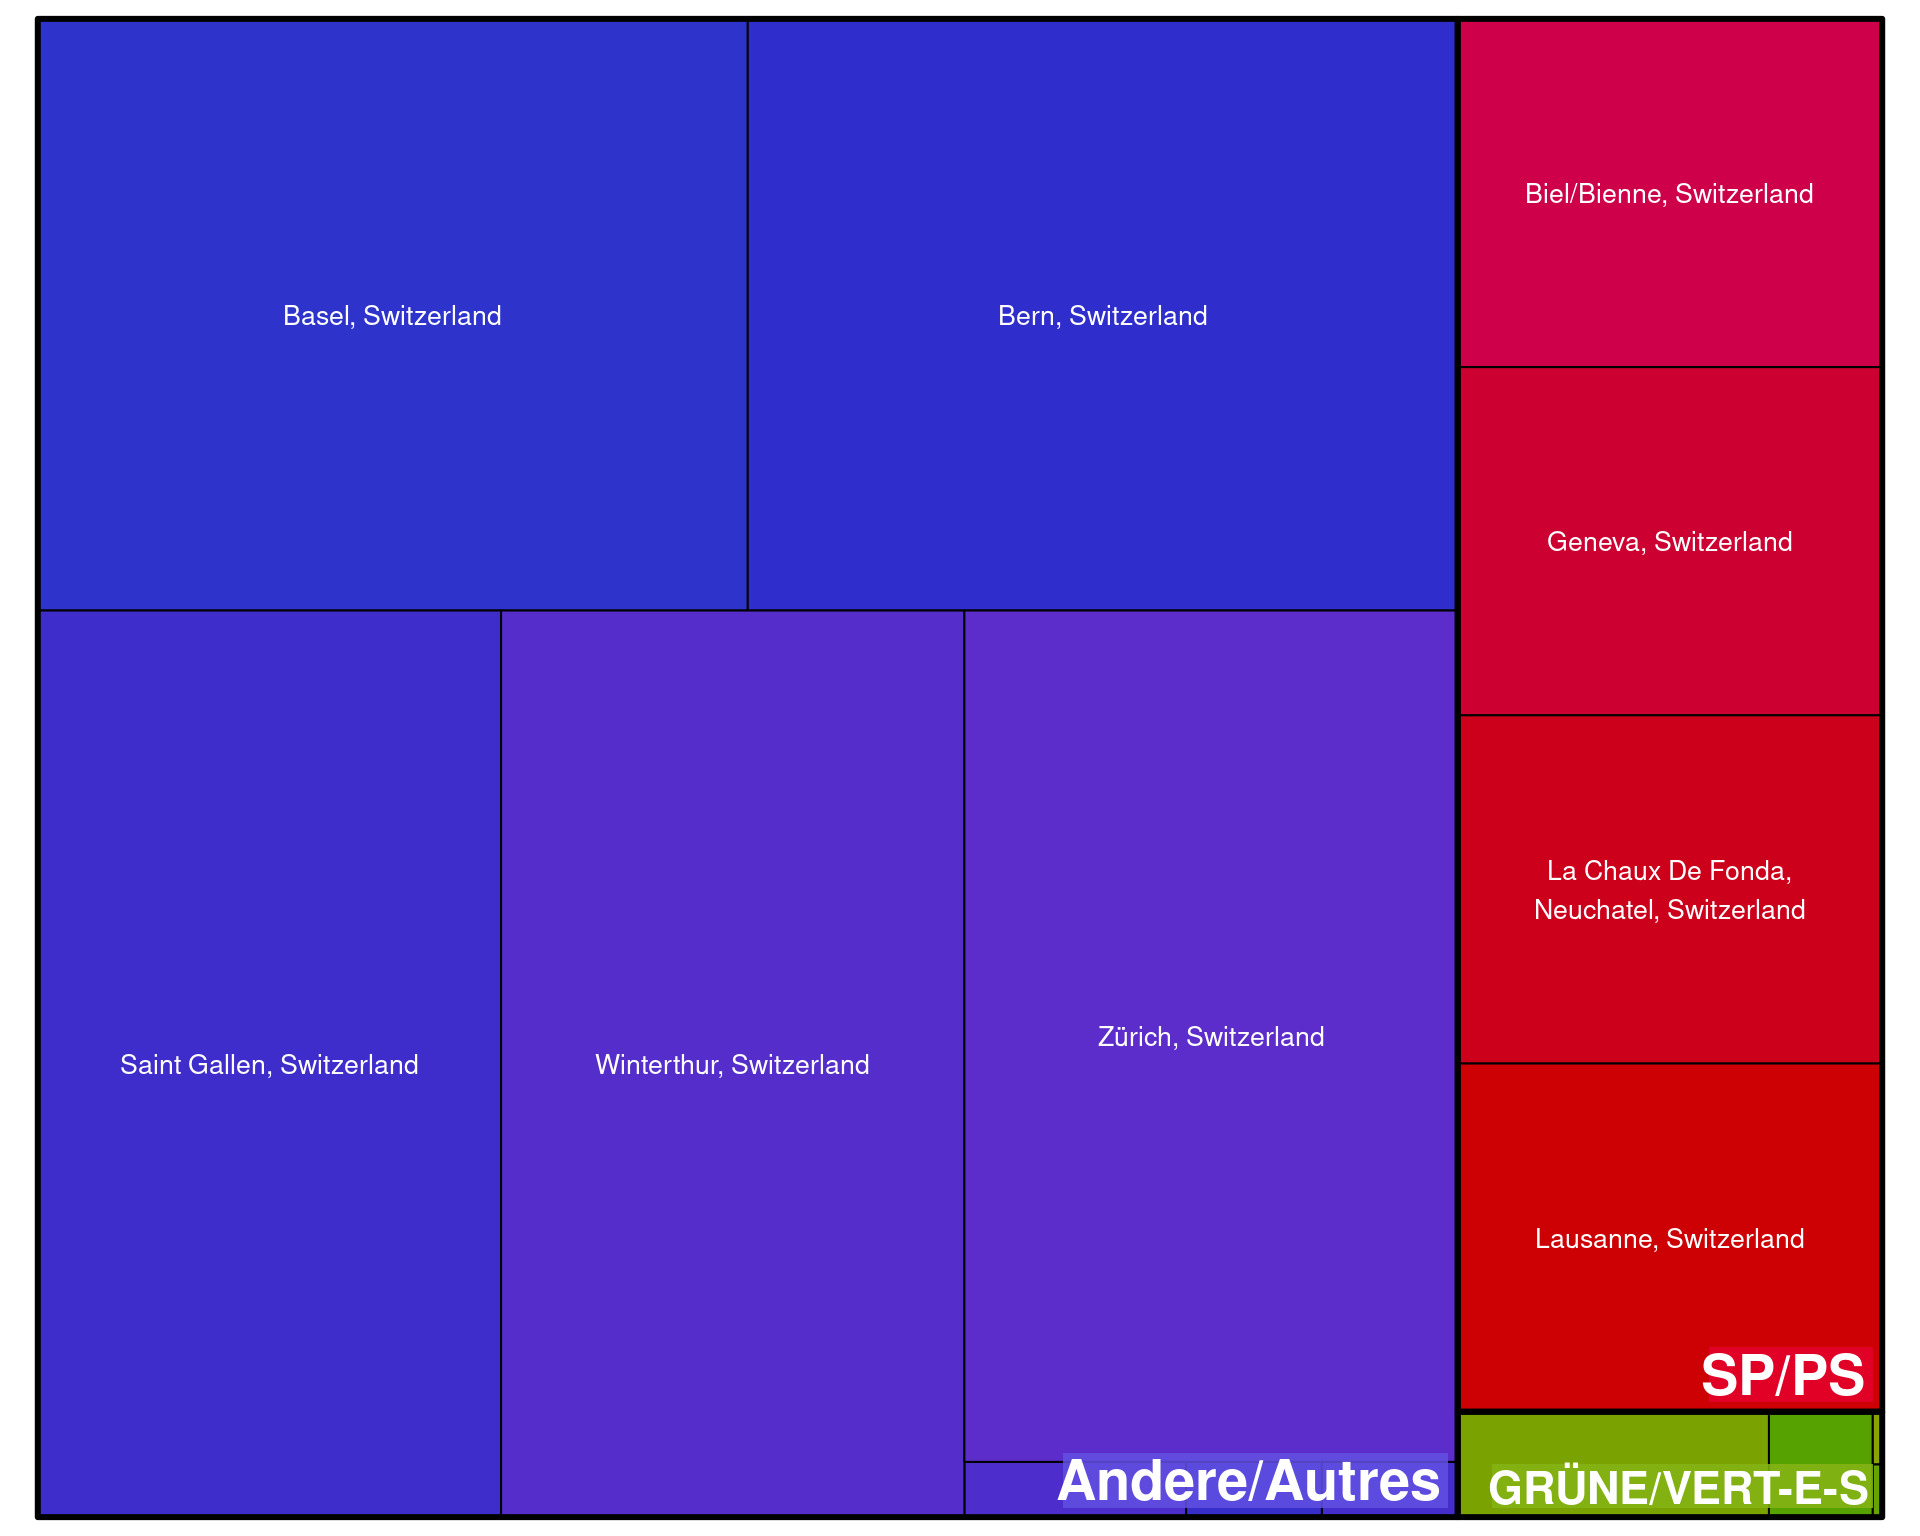 Basel, Switzerland
Bern, Switzerland
Biel/Bienne, Switzerland
Geneva, Switzerland
La Chaux De Fonda,
Neuchatel, Switzerland
Saint Gallen, Switzerland
Winterthur, Switzerland
Zürich, Switzerland
Lausanne, Switzerland
SP/PS
Andere/Autres
GRÜNE/VERT-E-S